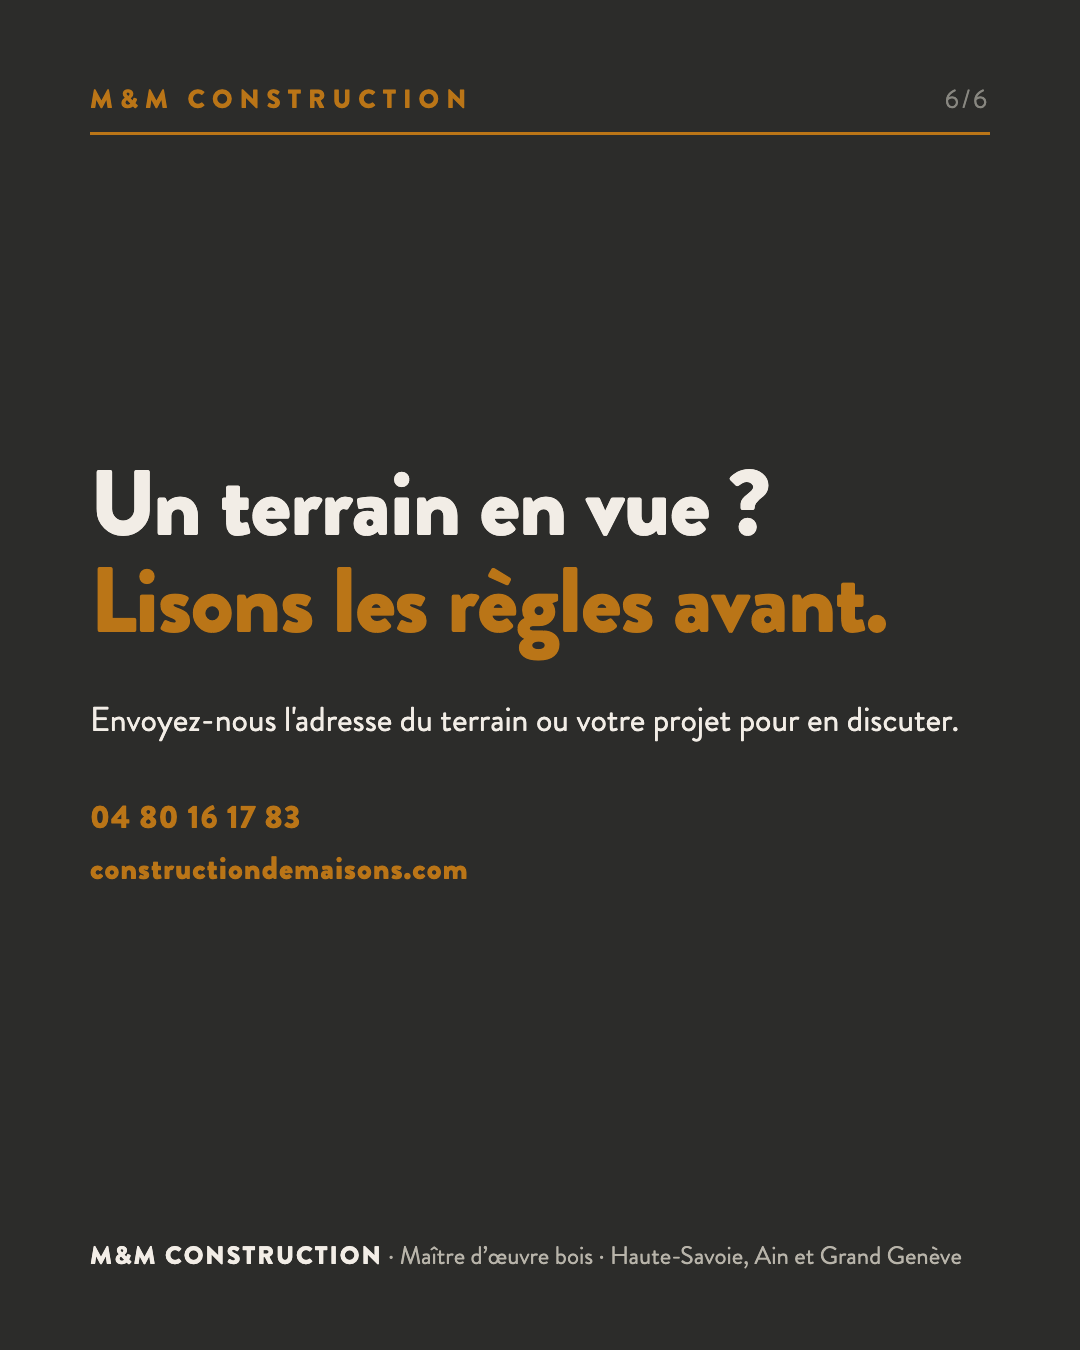 M&M CONSTRUCTION
6/6
Un terrain en vue ?
Lisons les règles avant.
Envoyez-nous l'adresse du terrain ou votre projet pour en discuter.
04 80 16 17 83
constructiondemaisons.com
M&M CONSTRUCTION · Maître d’œuvre bois · Haute-Savoie, Ain et Grand Genève